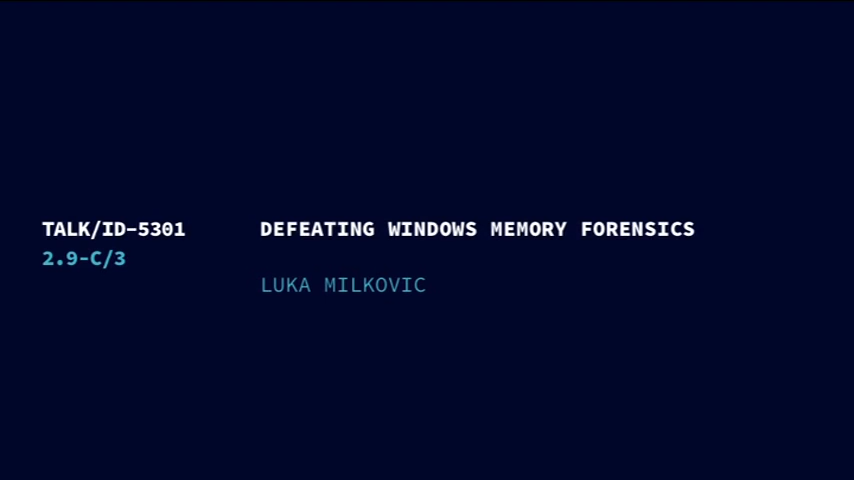 TALK/ID-5301
2.9-C/3
DEFEATING WINDOWS MEMORY FORENSICS
LUKA MILKOVIC